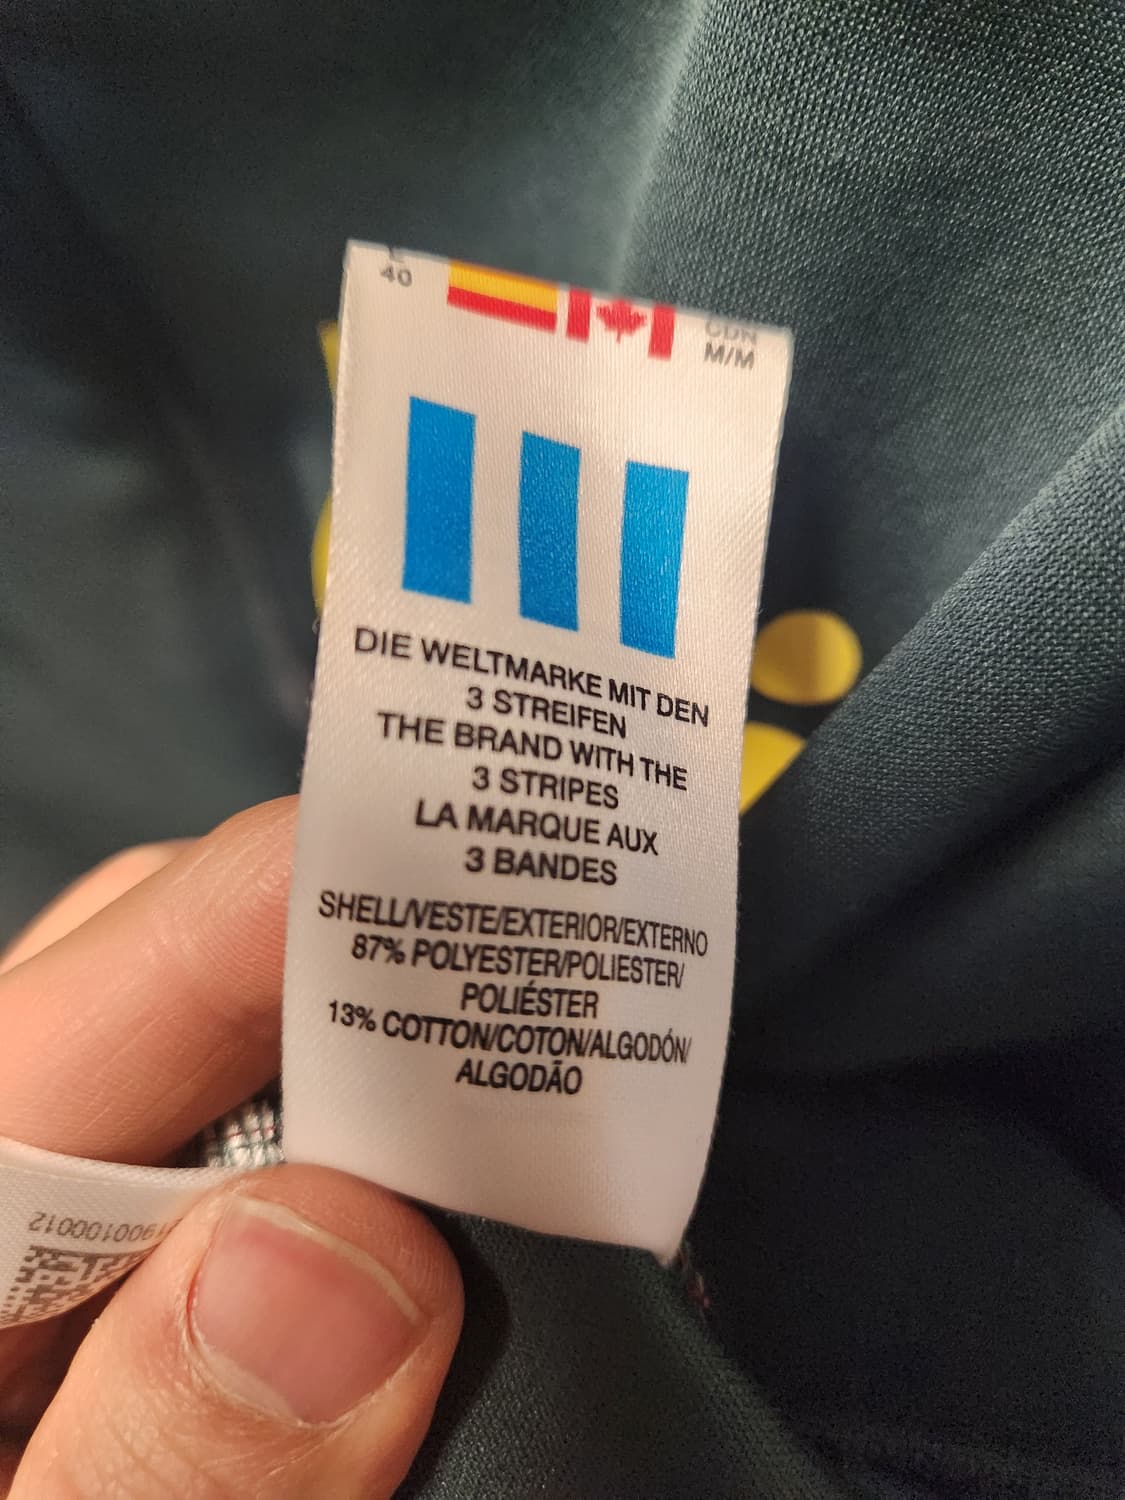 40
CDN
M/M
DIE WELTMARKE MIT DEN
3 STREIFEN
THE BRAND WITH THE
3 STRIPES
LA MARQUE AUX
3 BANDES
SHELL/VESTE/EXTERIOR/EXTERNO
87% POLYESTER/POLIESTER/
POLIÉSTER
13% COTTON/COTON/ALGODÓN/
ALGODÃO
1900100012